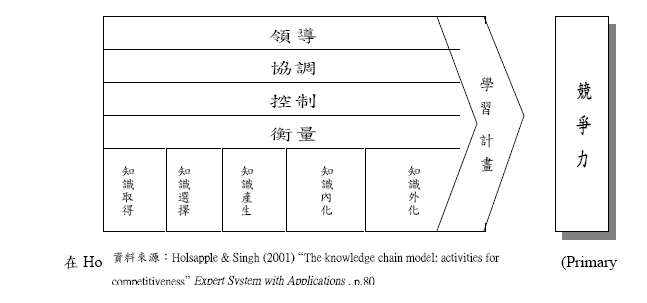 領導
協調
控制
衡量
知識取得
知識選擇
知識產生
知識內化
知識外化
學習計畫
競爭力
在 Ho
資料來源：Holsapple & Singh (2001) “The knowledge chain model: activities for
competitiveness” Expert System with Applications , p.80
(Primary